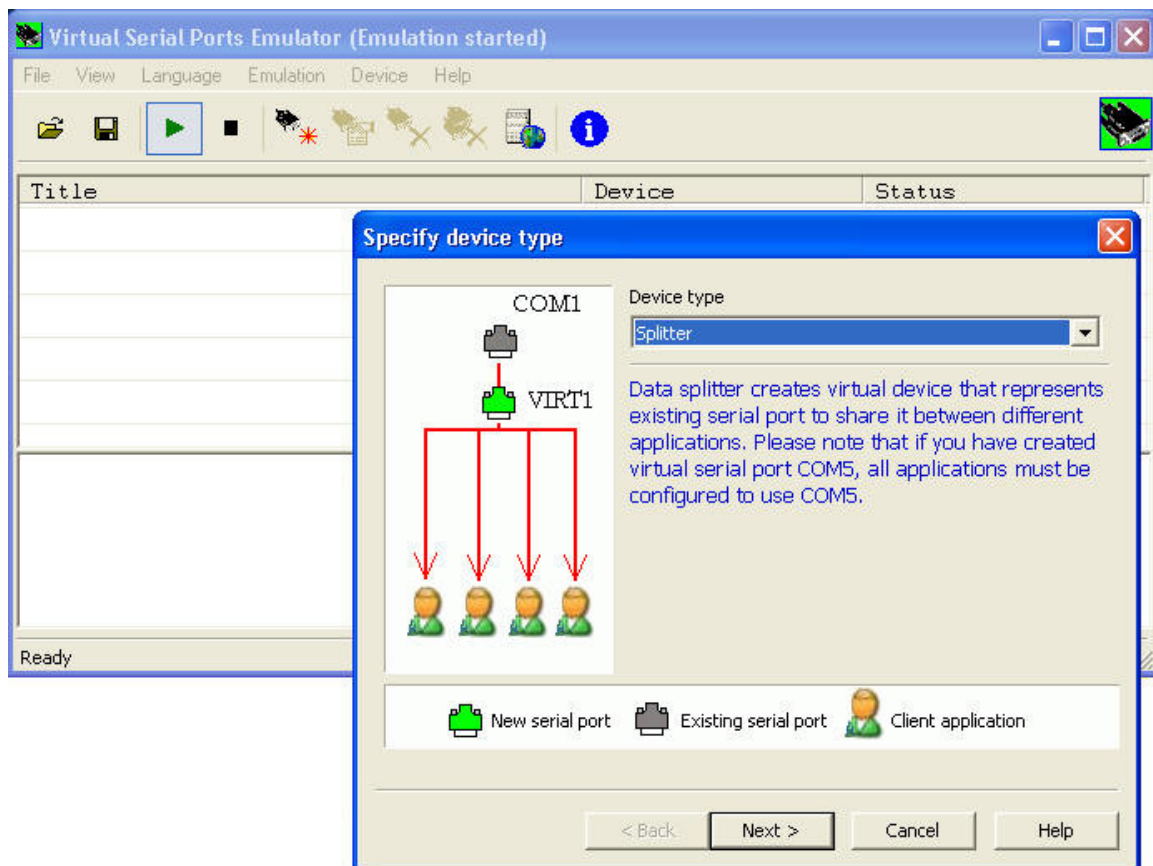 Virtual Serial Ports Emulator (Emulation started)
File View Language Emulation Device Help
Title Device Status
Specify device type
COM1
VIRT1
Device type
Splitter
Data splitter creates virtual device that represents
existing serial port to share it between different
applications. Please note that if you have created
virtual serial port COM5, all applications must be
configured to use COM5.
New serial port Existing serial port Client application
Ready
< Back Next > Cancel Help